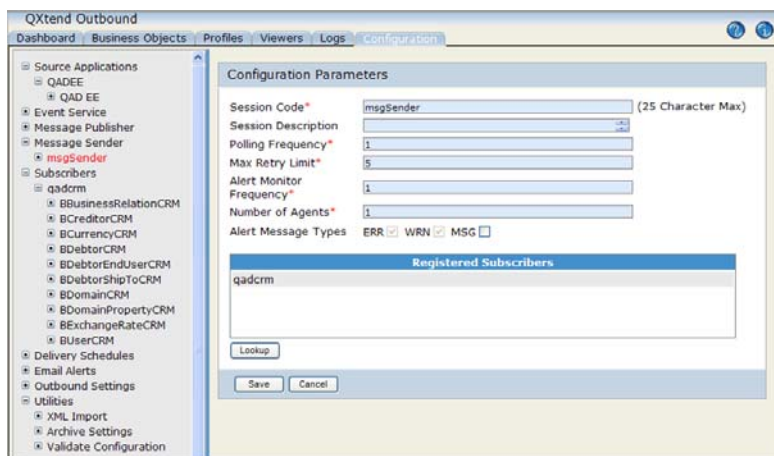 QXtend Outbound
Dashboard Business Objects Profiles Viewers Logs Configuration
Source Applications
QADEE
QAD EE
Event Service
Message Publisher
Message Sender
msgSender
Subscribers
qadcrm
BBusinessRelationCRM
BCreditorCRM
BCurrencyCRM
BDebtorCRM
BDebtorEndUserCRM
BDebtorShipToCRM
BDomainCRM
BDomainPropertyCRM
BExchangeRateCRM
BUserCRM
Delivery Schedules
Email Alerts
Outbound Settings
Utilities
XML Import
Archive Settings
Validate Configuration
Configuration Parameters
Session Code* msgSender (25 Character Max)
Session Description
Polling Frequency* 1
Max Retry Limit* 5
Alert Monitor
Frequency* 1
Number of Agents* 1
Alert Message Types ERR WRN MSG
Registered Subscribers
qadcrm
Lookup
Save Cancel